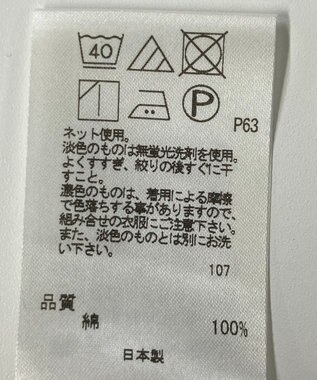 40
P P63
ネット使用。
淡色のものは無蛍光洗剤を使用。
よくすすぎ、絞りの後すぐに干
すこと。
濃色のものは、着用による摩擦
で色落ちする事がありますので、
組み合せの衣服にご注意下さい。
また、淡色のものとは別にお洗
い下さい。
107
品質
綿 100%
日本製